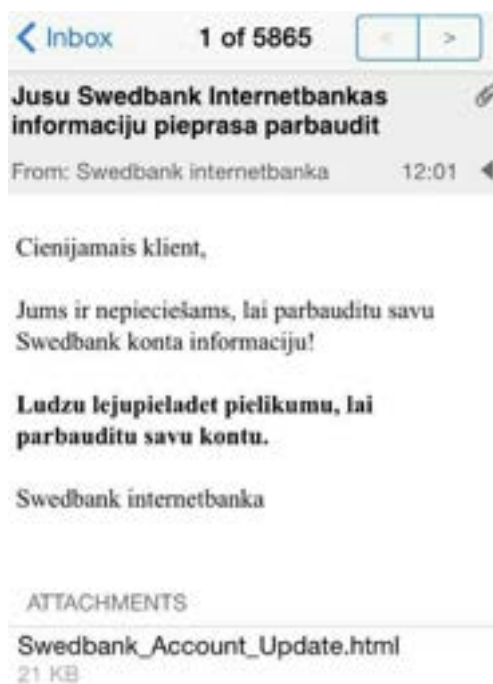 Inbox
1 of 5865
< >
Jusu Swedbank Internetbankas
informaciju pieprasa parbaudit
From: Swedbank internetbanka 12:01
Cienijamais klient,
Jums ir nepieciešams, lai parbauditu savu
Swedbank konta informaciju!
Ludzu lejupieladet pielikumu, lai
parbauditu savu kontu.
Swedbank internetbanka
ATTACHMENTS
Swedbank_Account_Update.html
21 KB